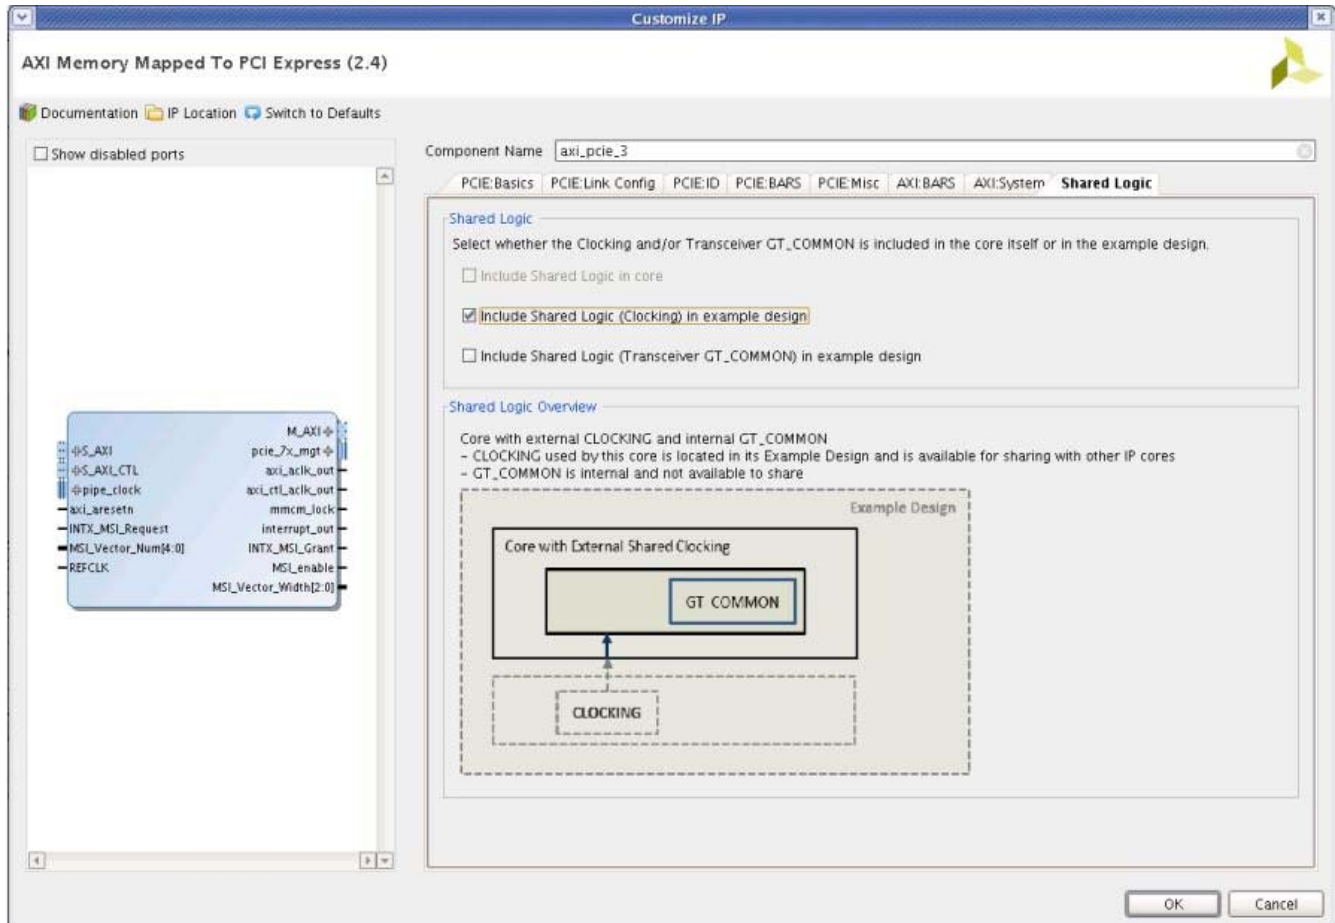 Customize IP
AXI Memory Mapped To PCI Express (2.4)
Documentation IP Location Switch to Defaults
Show disabled ports
S_AXI
S_AXI_CTL
pipe_clock
axi_aresetn
INTX_MSI_Request
MSI_Vector_Num[4:0]
REFCLK
M_AXI
pcie_7x_mgt
axi_aclk_out
axi_ctl_aclk_out
mmcm_lock
interrupt_out
INTX_MSI_Grant
MSI_enable
MSI_Vector_Width[2:0]
Component Name axi_pcie_3
PCIE:Basics PCIE:Link Config PCIE:ID PCIE:BARS PCIE:Misc AXI:BARS AXI:System Shared Logic
Shared Logic
Select whether the Clocking and/or Transceiver GT_COMMON is included in the core itself or in the example design.
Include Shared Logic in core
Include Shared Logic (Clocking) in example design
Include Shared Logic (Transceiver GT_COMMON) in example design
Shared Logic Overview
Core with external CLOCKING and internal GT_COMMON
- CLOCKING used by this core is located in its Example Design and is available for sharing with other IP cores
- GT_COMMON is internal and not available to share
Example Design
Core with External Shared Clocking
GT COMMON
CLOCKING
OK Cancel